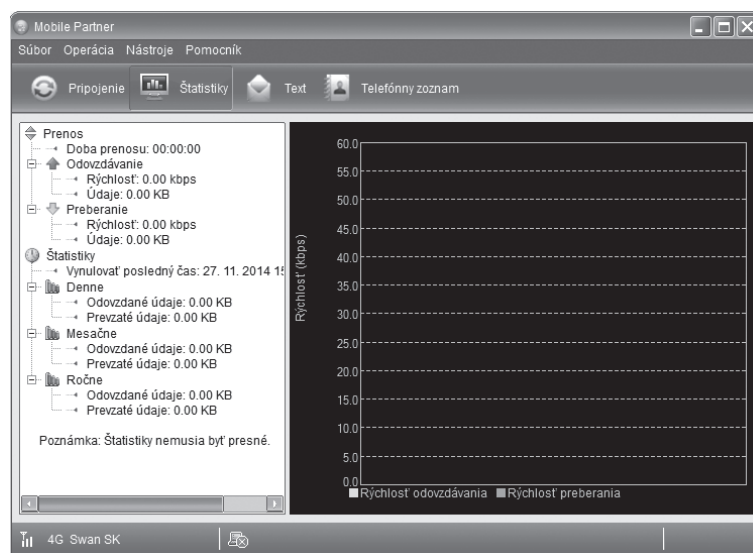 Mobile Partner
Súbor Operácia Nástroje Pomocník
Pripojenie Štatistiky Text Telefónny zoznam
Prenos
Doba prenosu: 00:00:00
Odovzdávanie
Rýchlosť: 0.00 kbps
Údaje: 0.00 KB
Preberanie
Rýchlosť: 0.00 kbps
Údaje: 0.00 KB
Štatistiky
Vynulovať posledný čas: 27. 11. 2014 15
Denne
Odovzdané údaje: 0.00 KB
Prevzaté údaje: 0.00 KB
Mesačne
Odovzdané údaje: 0.00 KB
Prevzaté údaje: 0.00 KB
Ročne
Odovzdané údaje: 0.00 KB
Prevzaté údaje: 0.00 KB
Poznámka: Štatistiky nemusia byť presné.
Rýchlosť (kbps)
60.0
55.0
50.0
45.0
40.0
35.0
30.0
25.0
20.0
15.0
10.0
5.0
0.0
Rýchlosť odovzdávania Rýchlosť preberania
4G Swan SK